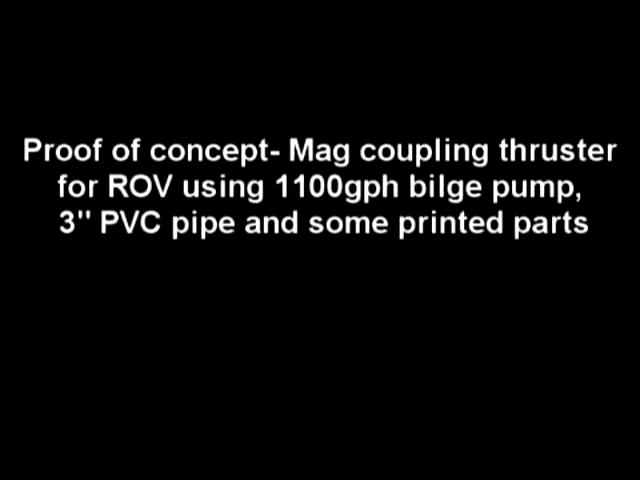 Proof of concept- Mag coupling thruster
for ROV using 1100gph bilge pump,
3" PVC pipe and some printed parts